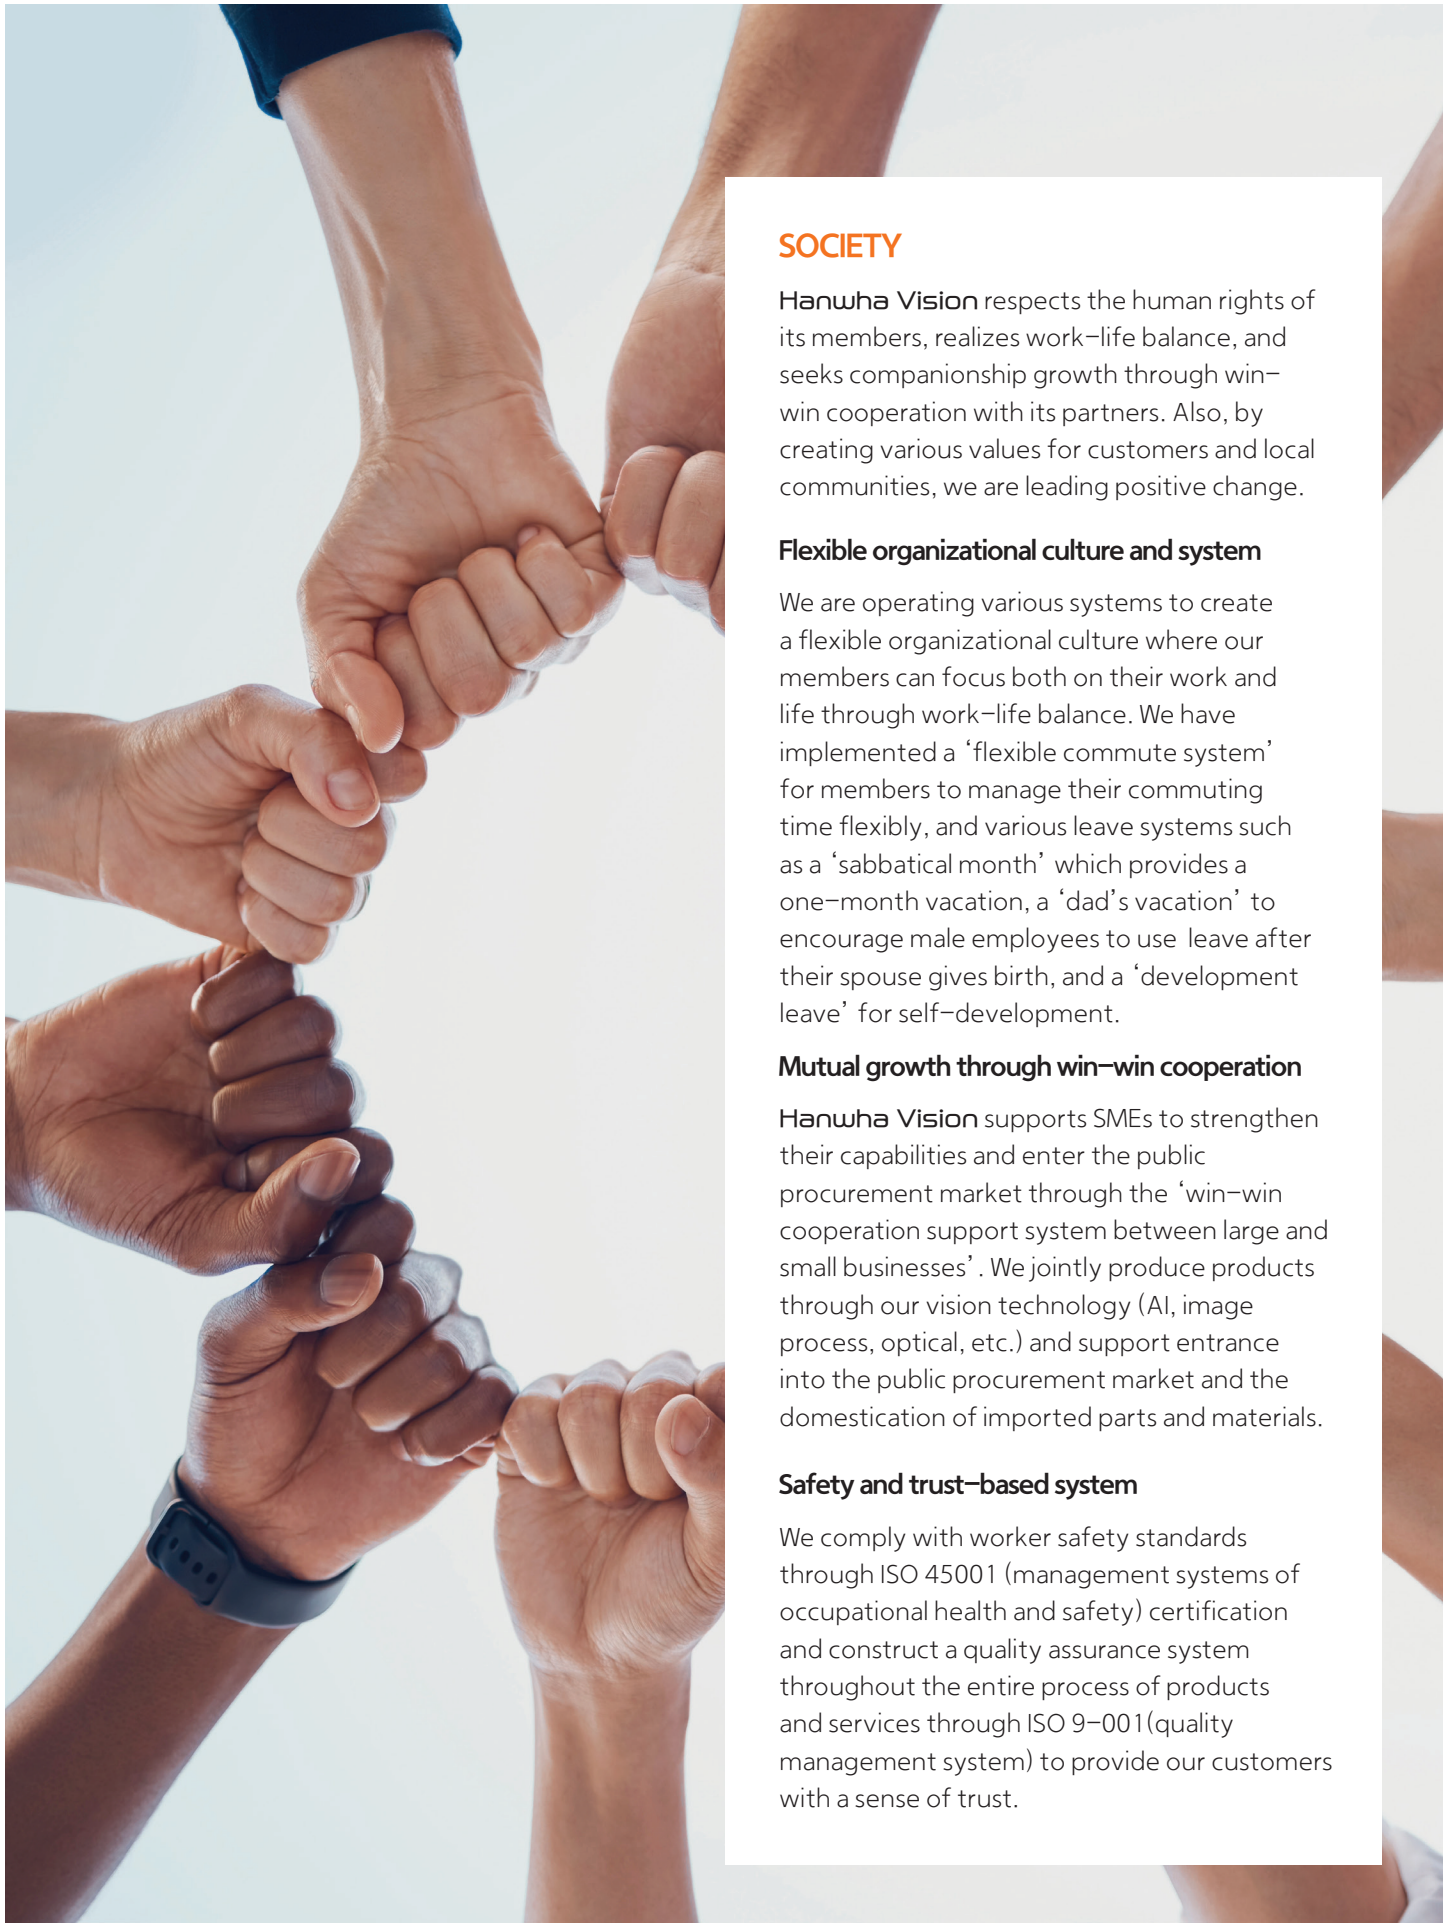 SOCIETY
Hanwha Vision respects the human rights of
its members, realizes work-life balance, and
seeks companionship growth through win-
win cooperation with its partners. Also, by
creating various values for customers and local
communities, we are leading positive change.
Flexible organizational culture and system
We are operating various systems to create
a flexible organizational culture where our
members can focus both on their work and
life through work-life balance. We have
implemented a ‘flexible commute system’
for members to manage their commuting
time flexibly, and various leave systems such
as a ‘sabbatical month’ which provides a
one-month vacation, a ‘dad’s vacation’ to
encourage male employees to use leave after
their spouse gives birth, and a ‘development
leave’ for self-development.
Mutual growth through win-win cooperation
Hanwha Vision supports SMEs to strengthen
their capabilities and enter the public
procurement market through the ‘win-win
cooperation support system between large and
small businesses’. We jointly produce products
through our vision technology (AI, image
process, optical, etc.) and support entrance
into the public procurement market and the
domestication of imported parts and materials.
Safety and trust-based system
We comply with worker safety standards
through ISO 45001 (management systems of
occupational health and safety) certification
and construct a quality assurance system
throughout the entire process of products
and services through ISO 9-001(quality
management system) to provide our customers
with a sense of trust.